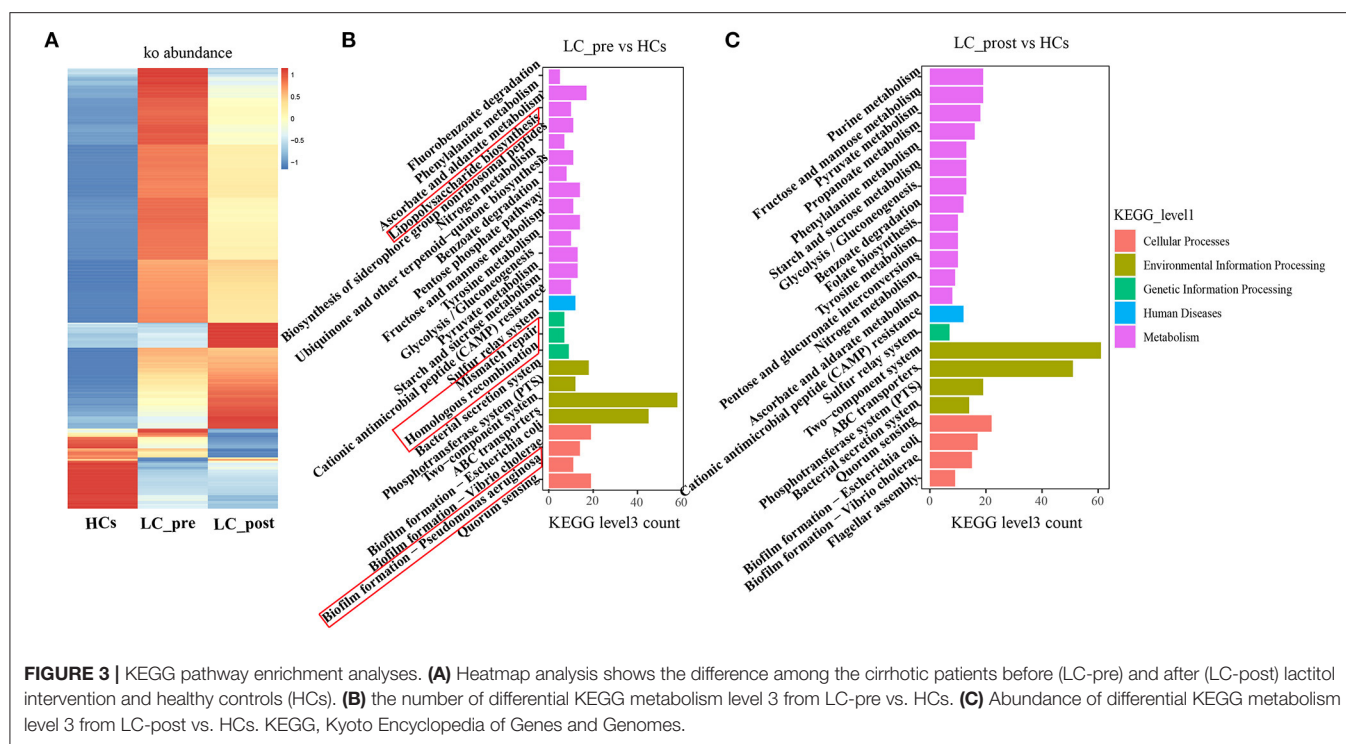 A
ko abundance
1
0.5
0
−0.5
−1
HCs
LC_pre
LC_post
B
LC_pre vs HCs
Fluorobenzoate degradation
Phenylalanine metabolism
Ascorbate and aldarate metabolism
Lipopolysaccharide biosynthesis
Biosynthesis of siderophore group nonribosomal peptides
Nitrogen metabolism
Ubiquinone and other terpenoid−quinone biosynthesis
Benzoate degradation
Pentose phosphate pathway
Fructose and mannose metabolism
Tyrosine metabolism
Glycolysis / Gluconeogenesis
Pyruvate metabolism
Starch and sucrose metabolism
Cationic antimicrobial peptide (CAMP) resistance
Sulfur relay system
Mismatch repair
Homologous recombination
Bacterial secretion system
Phosphotransferase system (PTS)
Two−component system
ABC transporters
Biofilm formation − Escherichia coli
Biofilm formation − Vibrio cholerae
Biofilm formation − Pseudomonas aeruginosa
Quorum sensing
0
20
40
60
KEGG level3 count
C
LC_prost vs HCs
Purine metabolism
Fructose and mannose metabolism
Pyruvate metabolism
Propanoate metabolism
Phenylalanine metabolism
Starch and sucrose metabolism
Glycolysis / Gluconeogenesis
Benzoate degradation
Folate biosynthesis
Tyrosine metabolism
Pentose and glucuronate interconversions
Nitrogen metabolism
Ascorbate and aldarate metabolism
Cationic antimicrobial peptide (CAMP) resistance
Sulfur relay system
Two−component system
ABC transporters
Phosphotransferase system (PTS)
Bacterial secretion system
Quorum sensing
Biofilm formation − Escherichia coli
Biofilm formation − Vibrio cholerae
Flagellar assembly
0
20
40
60
KEGG level3 count
KEGG_level1
Cellular Processes
Environmental Information Processing
Genetic Information Processing
Human Diseases
Metabolism
FIGURE 3 | KEGG pathway enrichment analyses. (A) Heatmap analysis shows the difference among the cirrhotic patients before (LC-pre) and after (LC-post) lactitol
intervention and healthy controls (HCs). (B) the number of differential KEGG metabolism level 3 from LC-pre vs. HCs. (C) Abundance of differential KEGG metabolism
level 3 from LC-post vs. HCs. KEGG, Kyoto Encyclopedia of Genes and Genomes.